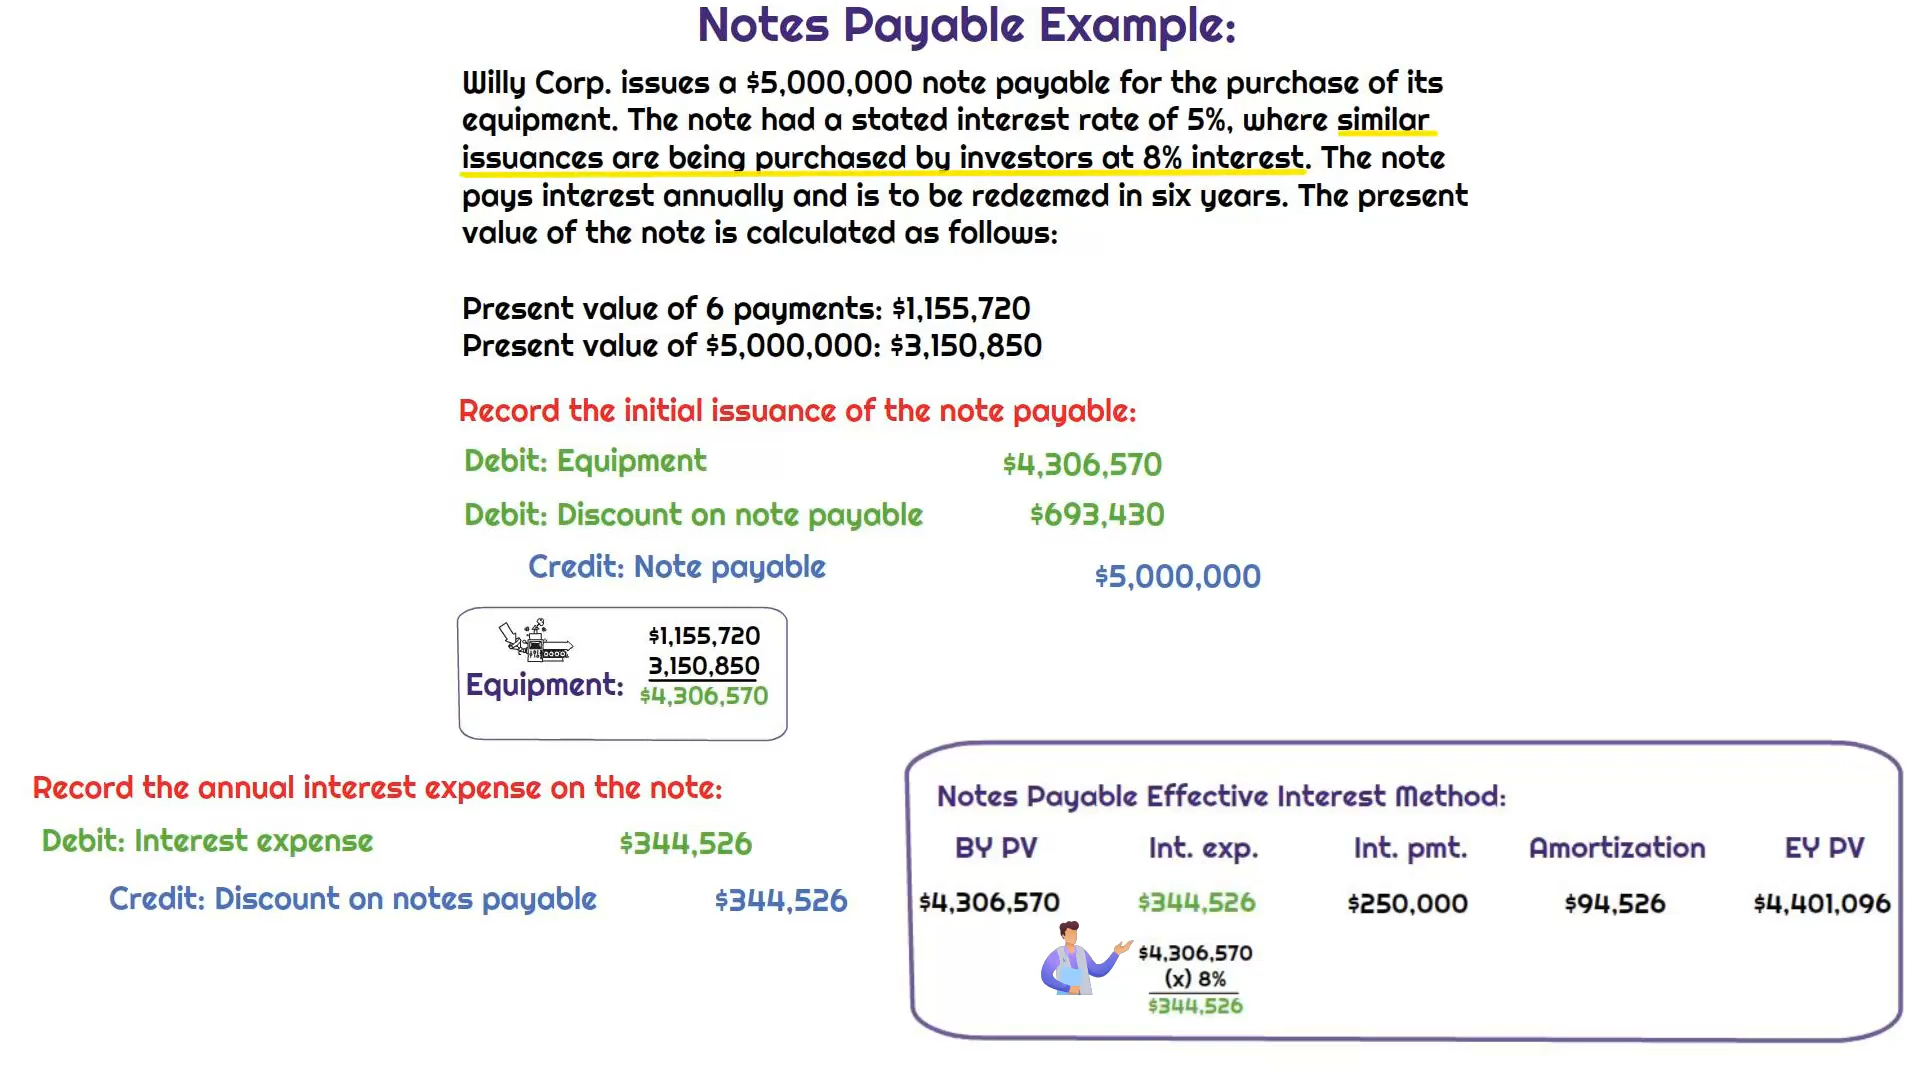 Notes Payable Example:
Willy Corp. issues a $5,000,000 note payable for the purchase of its
equipment. The note had a stated interest rate of 5%, where similar
issuances are being purchased by investors at 8% interest. The note
pays interest annually and is to be redeemed in six years. The present
value of the note is calculated as follows:
Present value of 6 payments: $1,155,720
Present value of $5,000,000: $3,150,850
Record the initial issuance of the note payable:
Debit: Equipment $4,306,570
Debit: Discount on note payable $693,430
Credit: Note payable $5,000,000
$1,155,720
3,150,850
Equipment: $4,306,570
Record the annual interest expense on the note:
Debit: Interest expense $344,526
Credit: Discount on notes payable $344,526
Notes Payable Effective Interest Method:
BY PV Int. exp. Int. pmt. Amortization EY PV
$4,306,570 $344,526 $250,000 $94,526 $4,401,096
$4,306,570
(x) 8%
$344,526